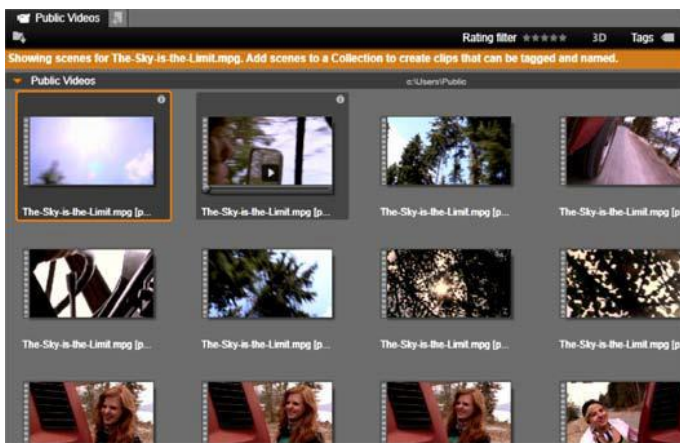 Public Videos
Rating filter 3D Tags
Showing scenes for The-Sky-is-the-Limit.mpg. Add scenes to a Collection to create clips that can be tagged and named.
Public Videos c:\Users\Public
The-Sky-is-the-Limit.mpg [p... The-Sky-is-the-Limit.mpg [p... The-Sky-is-the-Limit.mpg [p... The-Sky-is-the-Limit.mpg [p
The-Sky-is-the-Limit.mpg [p... The-Sky-is-the-Limit.mpg [p... The-Sky-is-the-Limit.mpg [p... The-Sky-is-the-Limit.mpg [p